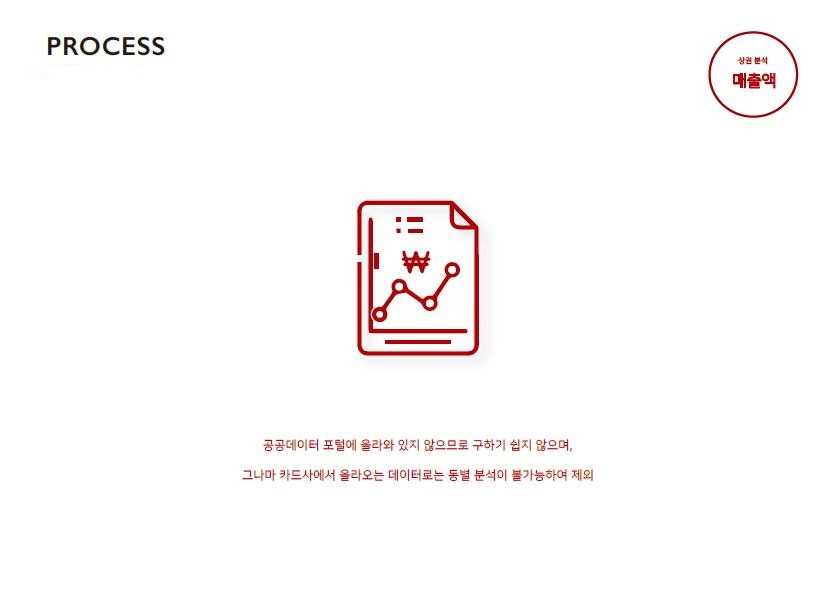 PROCESS
상권 분석
매출액
₩
공공데이터 포털에 올라와 있지 않으므로 구하기 쉽지 않으며,
그나마 카드사에서 올라오는 데이터로는 동별 분석이 불가능하여 제외